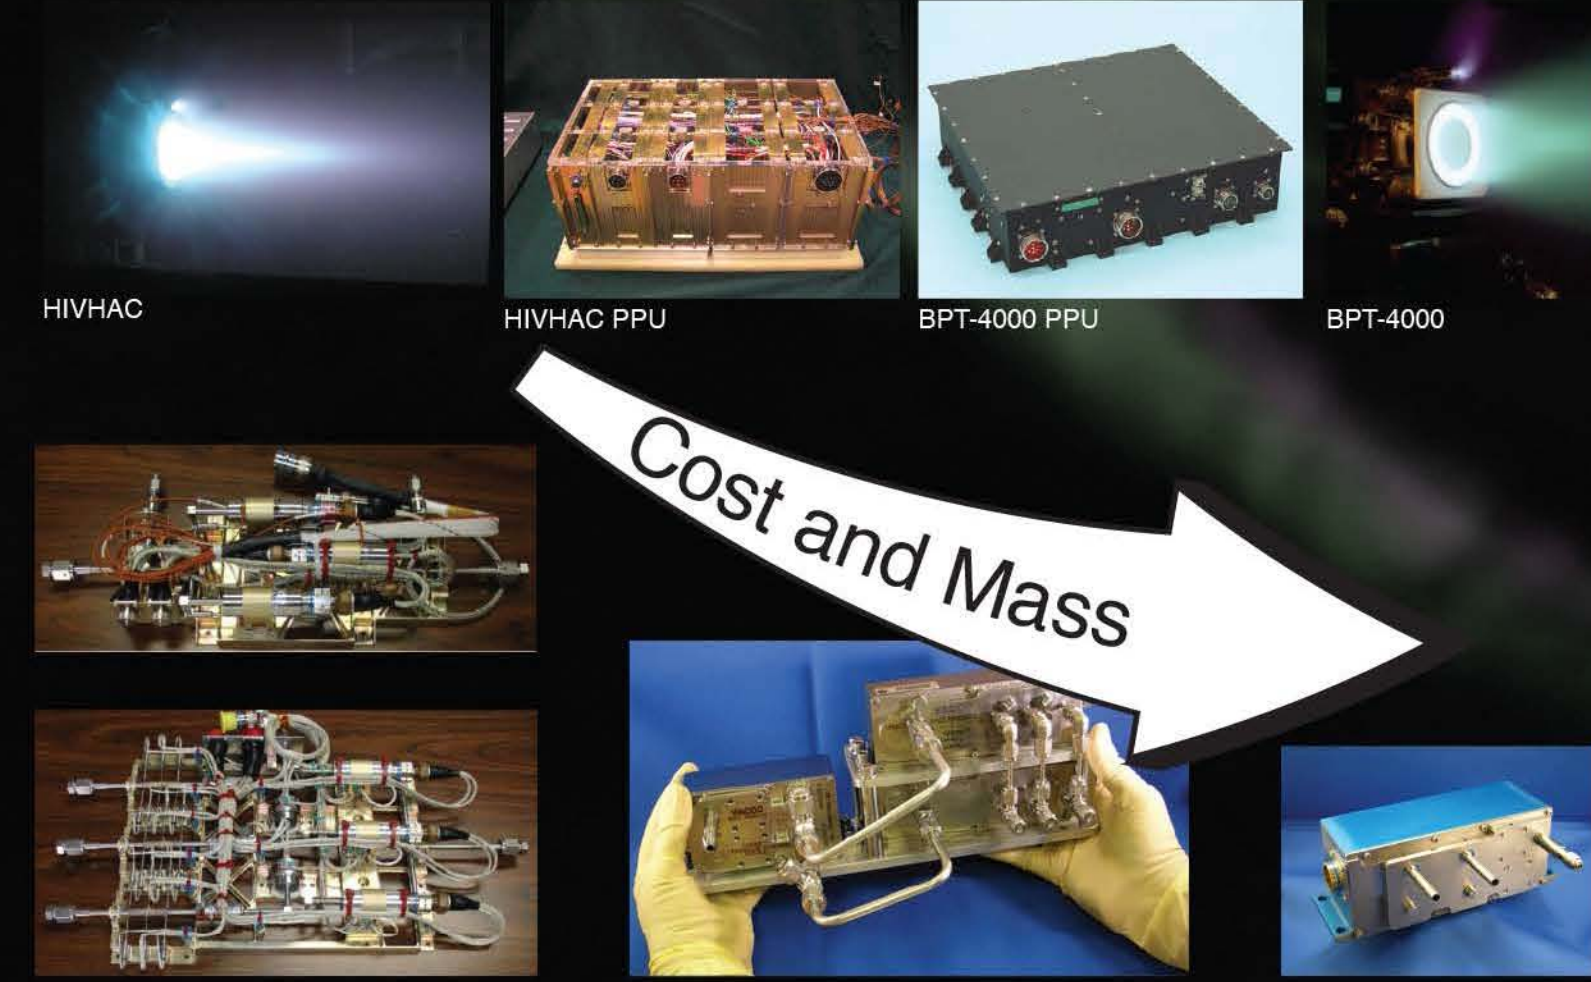 HIVHAC
HIVHAC PPU
BPT-4000 PPU
BPT-4000
Cost and Mass